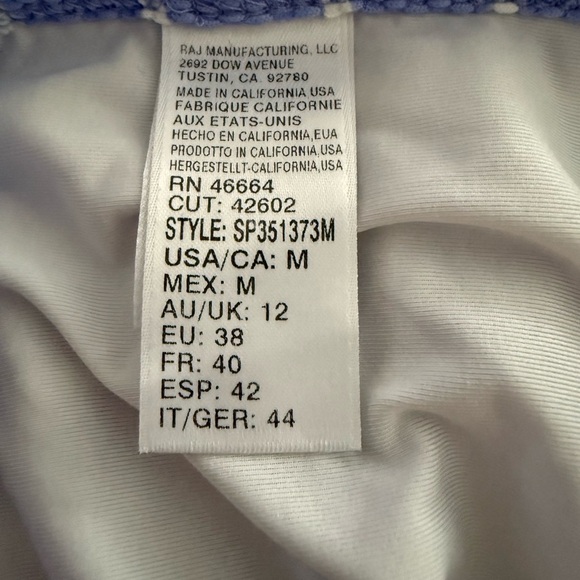 RAJ MANUFACTURING, LLC
2692 DOW AVENUE
TUSTIN, CA. 92780
MADE IN CALIFORNIA USA
FABRIQUE CALIFORNIE
AUX ETATS-UNIS
HECHO EN CALIFORNIA,EUA
PRODOTTO IN CALIFORNIA,USA
HERGESTELLT-CALIFORNIA,USA
RN 46664
CUT: 42602
STYLE: SP351373M
USA/CA: M
MEX: M
AU/UK: 12
EU: 38
FR: 40
ESP: 42
IT/GER: 44